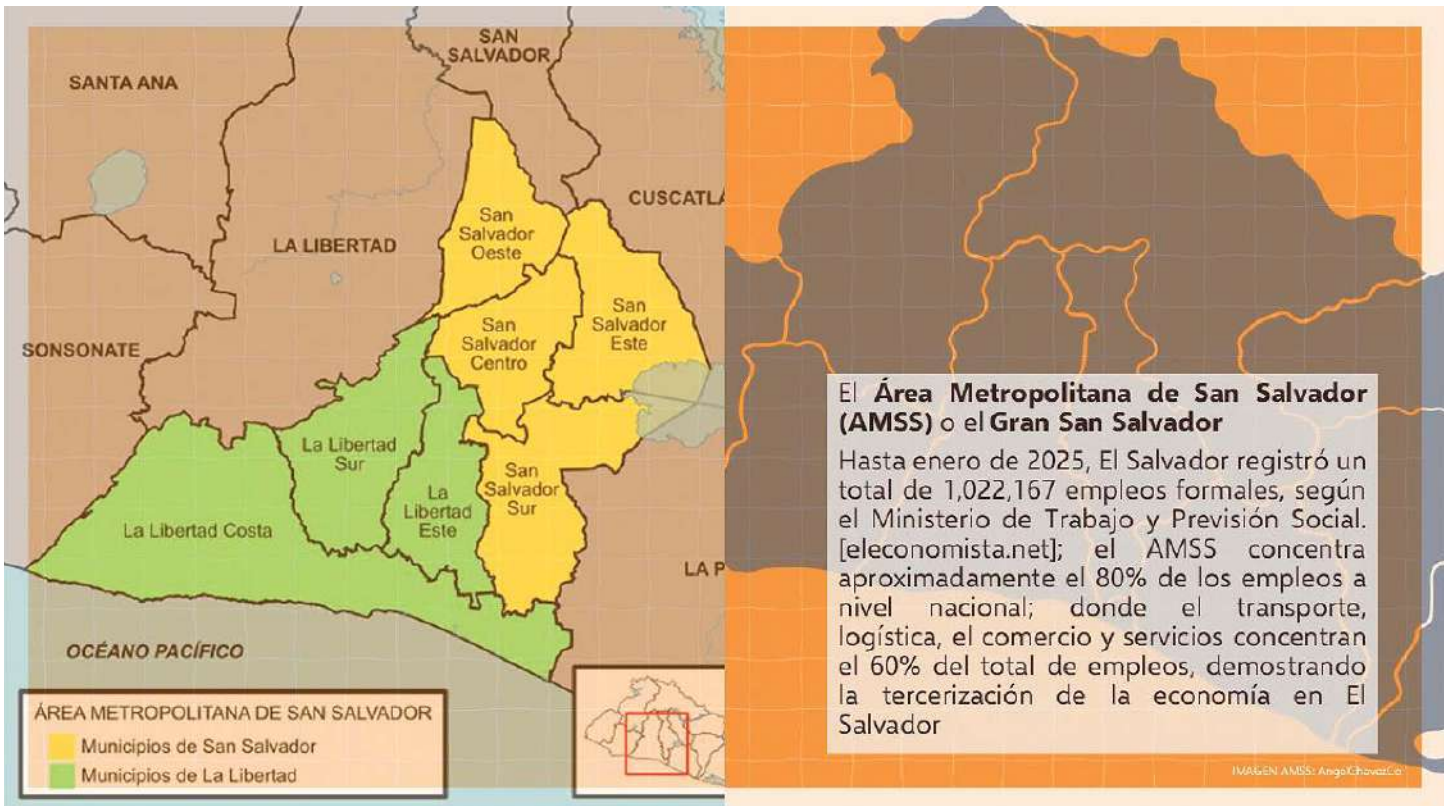 SANTA ANA
SAN
SALVADOR
CUSCATLA
LA LIBERTAD
SONSONATE
San
Salvador
Oeste
San
Salvador
Centro
San
Salvador
Este
La Libertad
Sur
La
Libertad
Este
San
Salvador
Sur
La Libertad Costa
LA P
OCÉANO PACÍFICO
ÁREA METROPOLITANA DE SAN SALVADOR
Municipios de San Salvador
Municipios de La Libertad
El Área Metropolitana de San Salvador
(AMSS) o el Gran San Salvador
Hasta enero de 2025, El Salvador registró un
total de 1,022,167 empleos formales, según
el Ministerio de Trabajo y Previsión Social.
[eleconomista.net]; el AMSS concentra
aproximadamente el 80% de los empleos a
nivel nacional; donde el transporte,
logística, el comercio y servicios concentran
el 60% del total de empleos, demostrando
la tercerización de la economía en El
Salvador
IMAGEN AMSS: